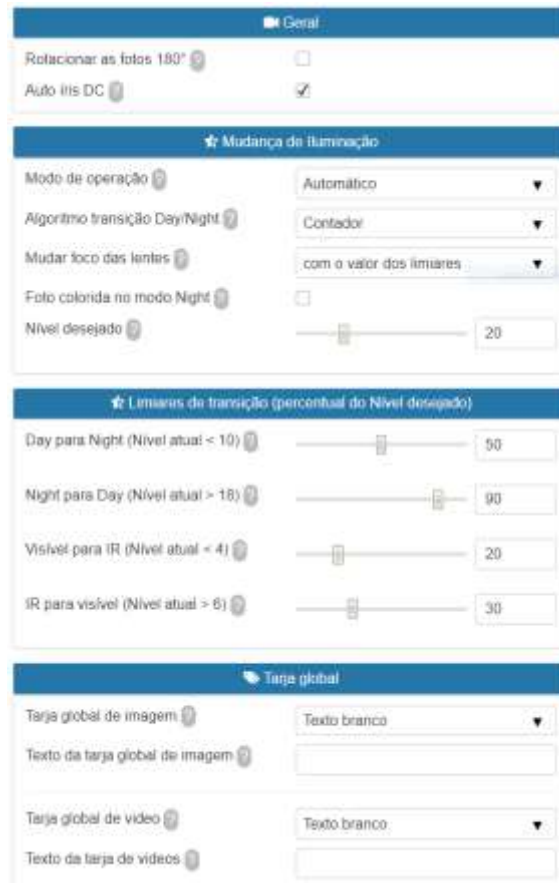 Geral
Rotacionar as fotos 180°
Auto íris DC
Mudança de Iluminação
Modo de operação Automático
Algoritmo transição Day/Night Contador
Mudar foco das lentes com o valor dos limiares
Foto colorida no modo Night
Nível desejado 20
Limiares de transição (percentual do Nível desejado)
Day para Night (Nível atual < 10) 50
Night para Day (Nível atual > 18) 90
Visível para IR (Nível atual < 4) 20
IR para visível (Nível atual > 6) 30
Tarja global
Tarja global de imagem Texto branco
Texto da tarja global de imagem
Tarja global de vídeo Texto branco
Texto da tarja de vídeos